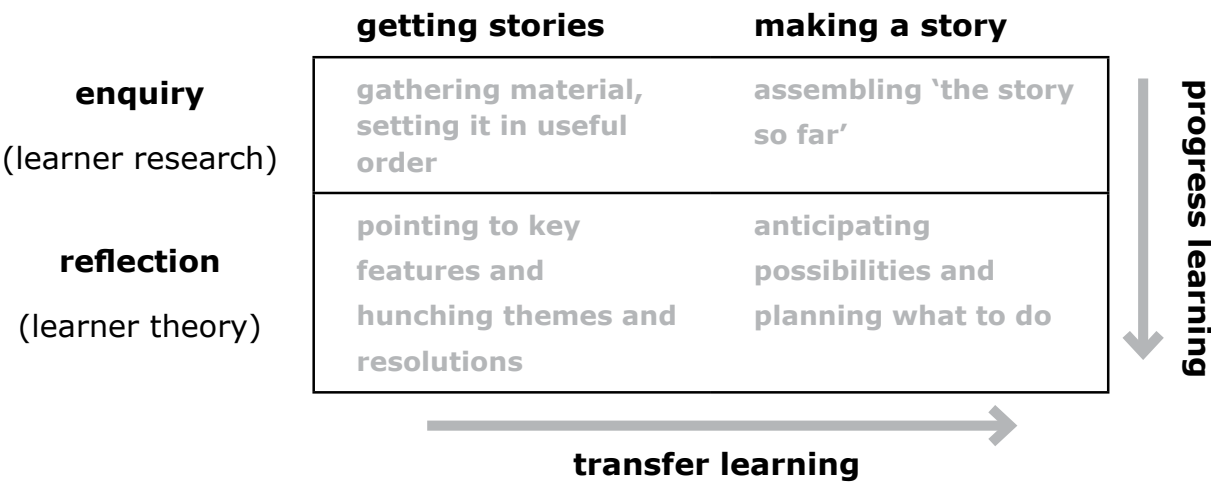 getting stories
making a story
enquiry
(learner research)
gathering material,
setting it in useful
order
assembling ‘the story
so far’
reflection
(learner theory)
pointing to key
features and
hunching themes and
resolutions
anticipating
possibilities and
planning what to do
progress learning
transfer learning